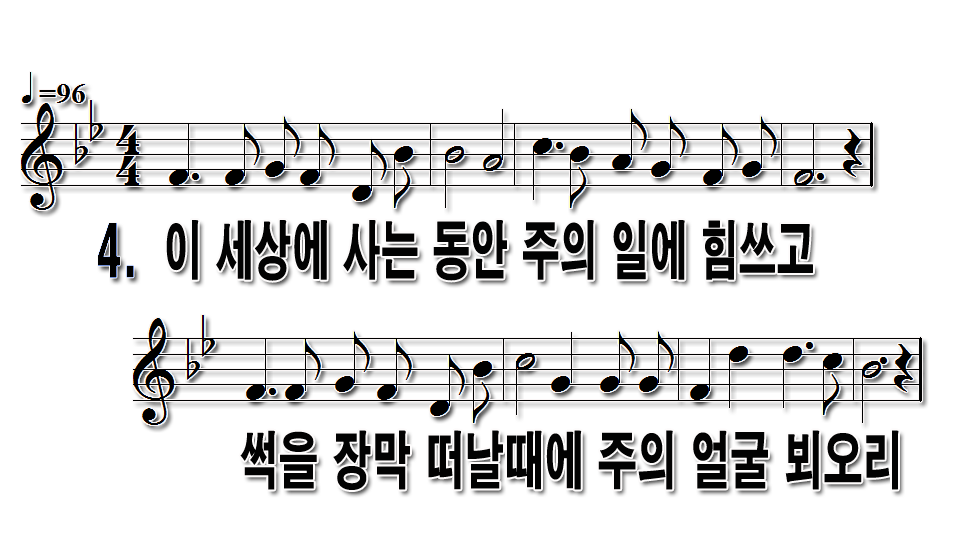 ♩=96
4. 이 세상에 사는 동안 주의 일에 힘쓰고
썩을 장막 떠날때에 주의 얼굴 뵈오리